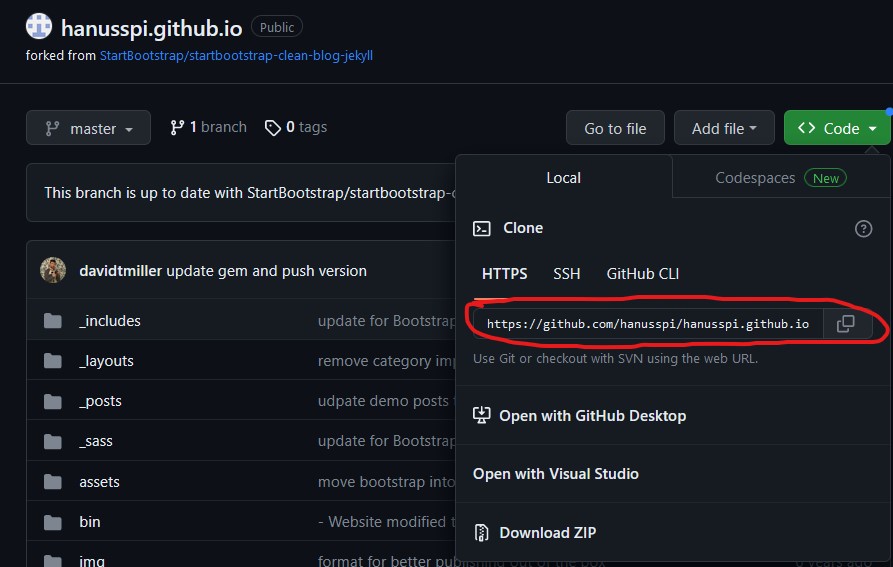 hanusspi.github.io Public
forked from StartBootstrap/startbootstrap-clean-blog-jekyll
master 1 branch 0 tags Go to file Add file Code
This branch is up to date with StartBootstrap/startbootstrap-
davidtmiller update gem and push version
_includes update for Bootstrap
_layouts remove category
_posts udpate demo posts
_sass update for Bootstrap
assets move bootstrap into
bin - Website modified
img format for better publishing out of the box 6 years ago
Local Codespaces New
Clone
HTTPS SSH GitHub CLI
https://github.com/hanusspi/hanusspi.github.io
Use Git or checkout with SVN using the web URL.
Open with GitHub Desktop
Open with Visual Studio
Download ZIP